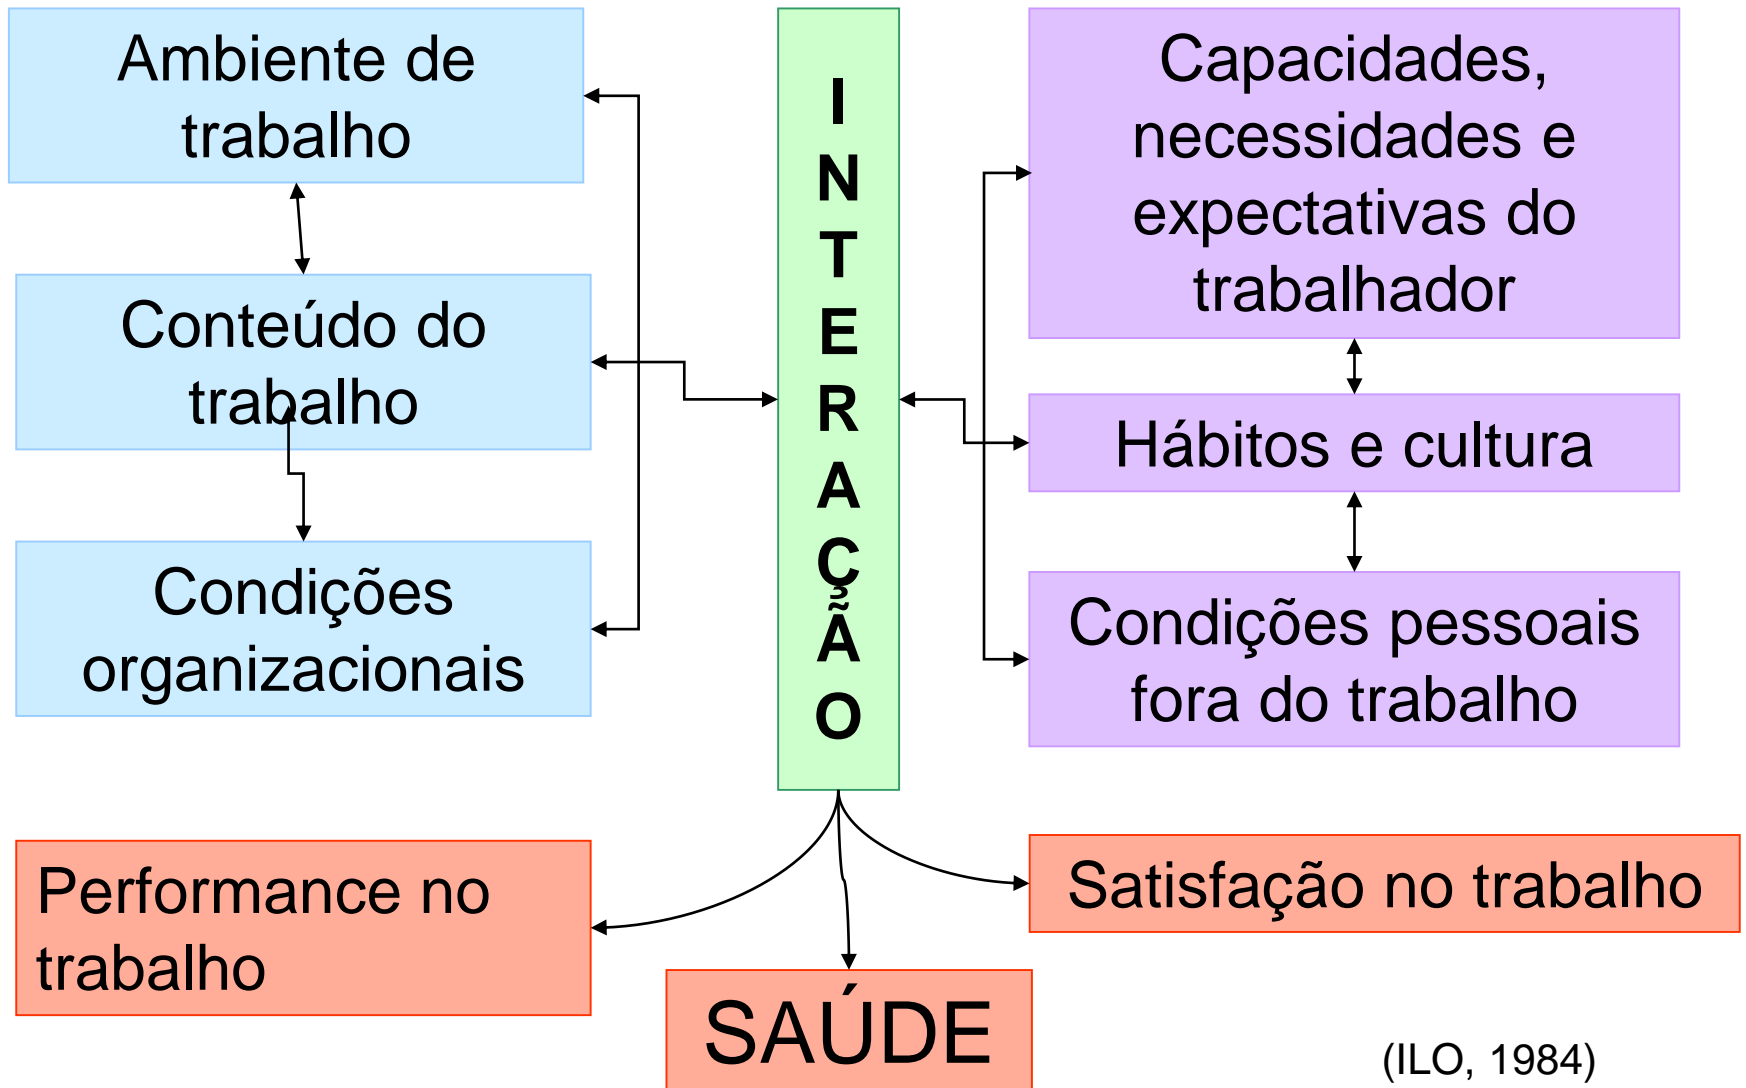 Ambiente de
trabalho
Conteúdo do
trabalho
Condições
organizacionais
I
N
T
E
R
A
Ç
Ã
O
Capacidades,
necessidades e
expectativas do
trabalhador
Hábitos e cultura
Condições pessoais
fora do trabalho
Performance no
trabalho
SAÚDE
Satisfação no trabalho
(ILO, 1984)